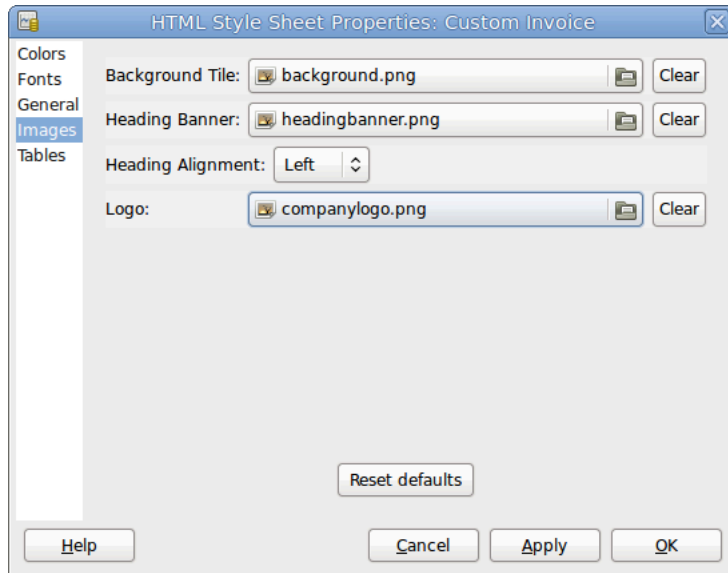 HTML Style Sheet Properties: Custom Invoice
Colors
Fonts
General
Images
Tables
Background Tile: background.png Clear
Heading Banner: headingbanner.png Clear
Heading Alignment: Left
Logo: companylogo.png Clear
Reset defaults
Help Cancel Apply OK